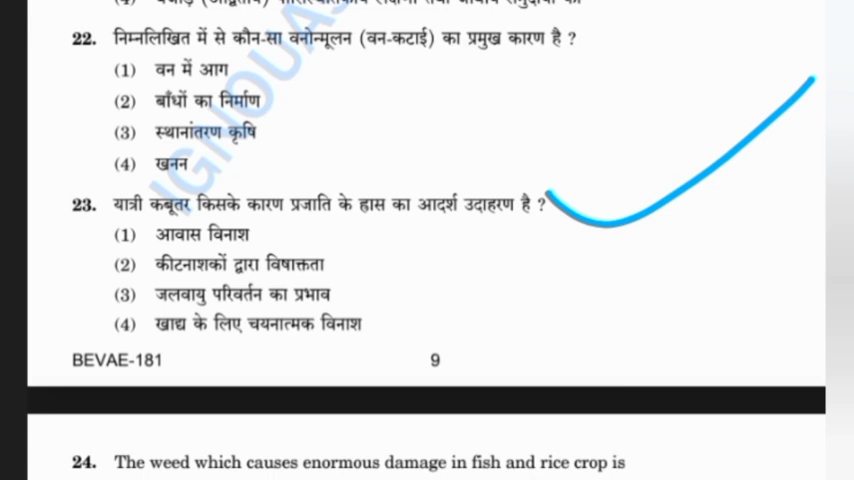 22. निम्नलिखित में से कौन-सा वनोन्मूलन (वन-कटाई) का प्रमुख कारण है ?
(1) वन में आग
(2) बाँधों का निर्माण
(3) स्थानांतरण कृषि
(4) खनन
23. यात्री कबूतर किसके कारण प्रजाति के ह्रास का आदर्श उदाहरण है ?
(1) आवास विनाश
(2) कीटनाशकों द्वारा विषाक्तता
(3) जलवायु परिवर्तन का प्रभाव
(4) खाद्य के लिए चयनात्मक विनाश
BEVAE-181 9
24. The weed which causes enormous damage in fish and rice crop is